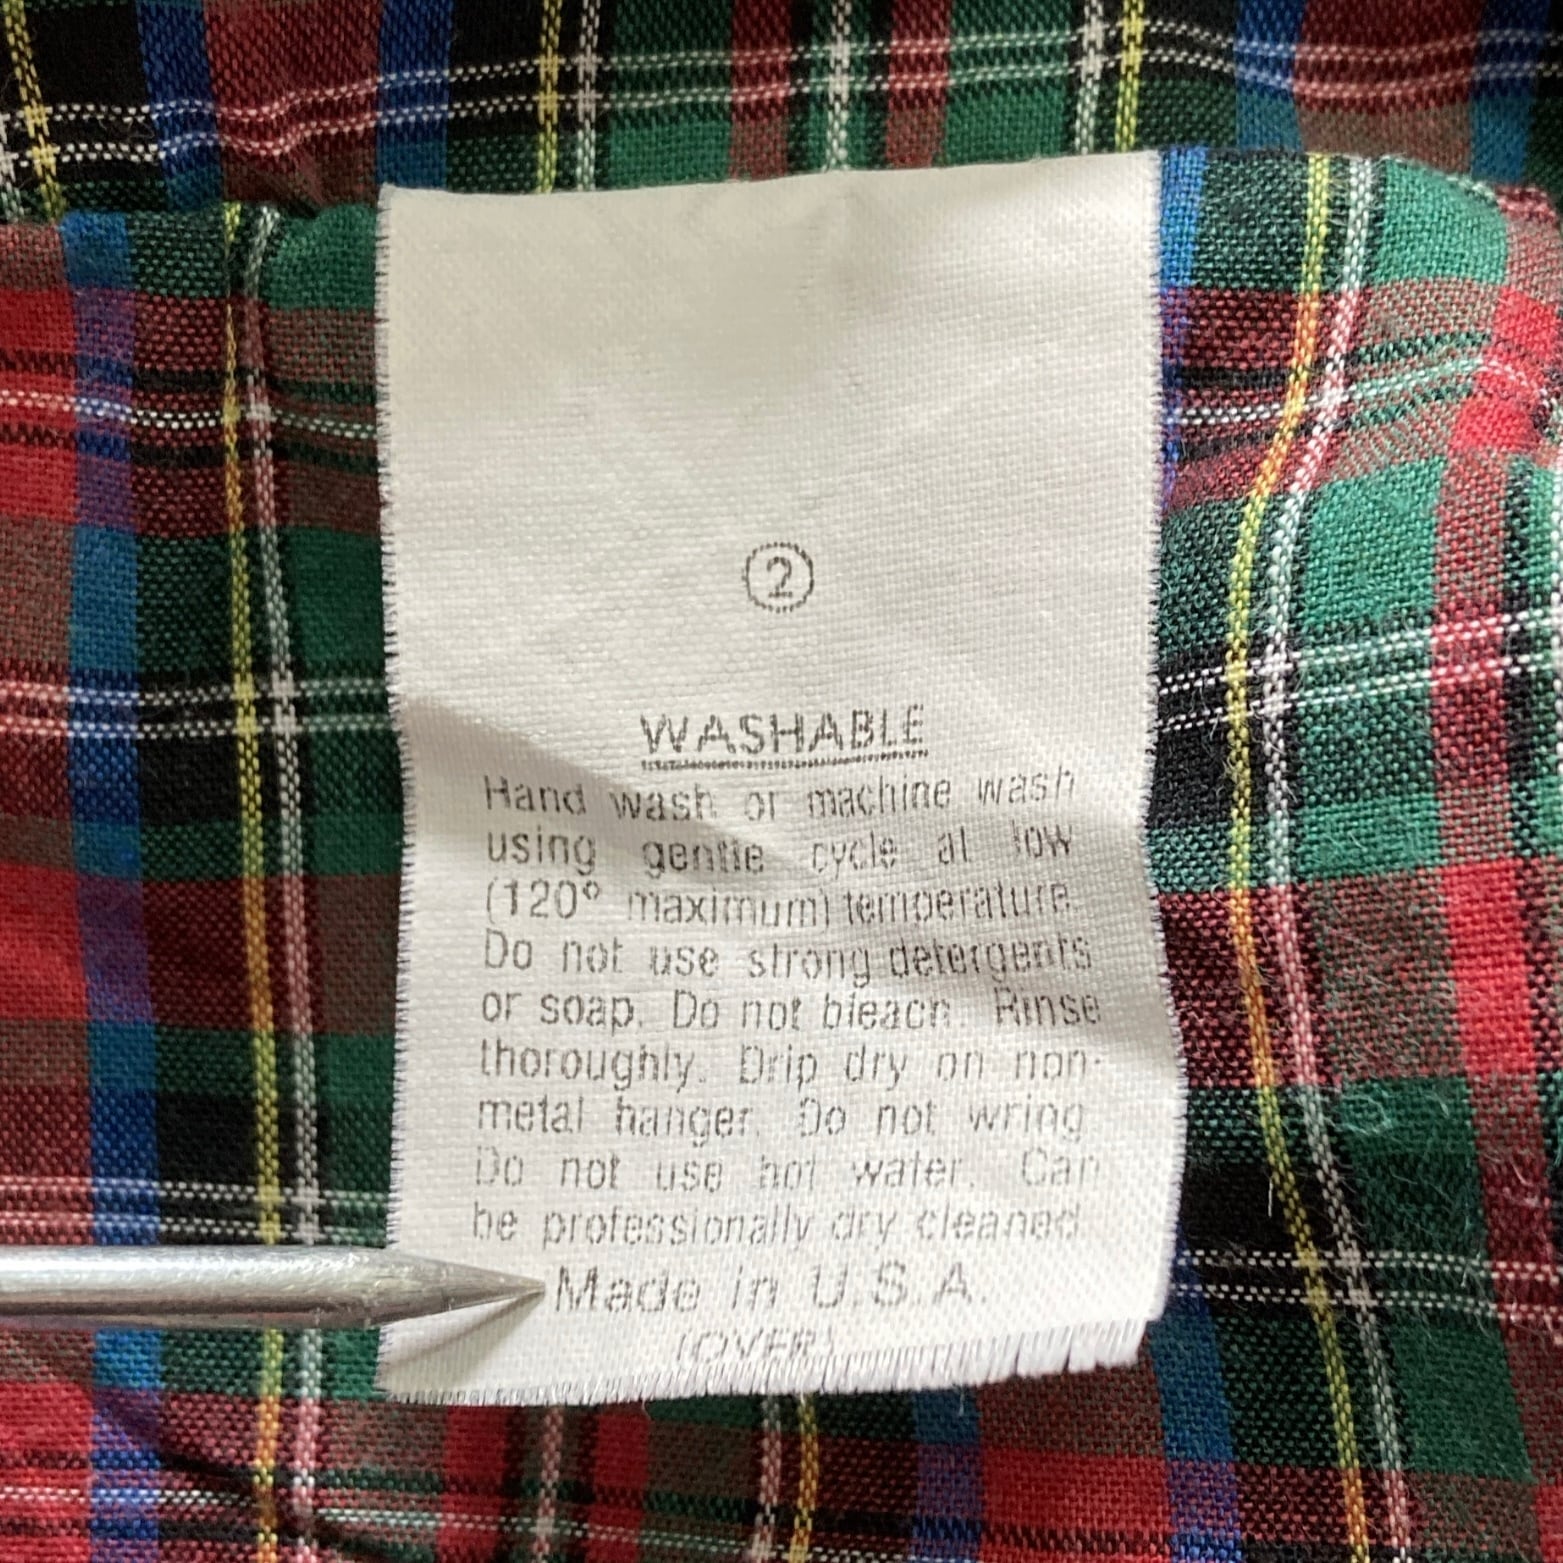 2
WASHABLE
Hand wash or machine wash
using gentle cycle at low
(120° maximum) temperature.
Do not use strong detergents
or soap. Do not bleach. Rinse
thoroughly. Drip dry on non-
metal hanger. Do not wring
Do not use hot water. Can
be professionally dry cleaned
Made in U.S.A.
(OVER)